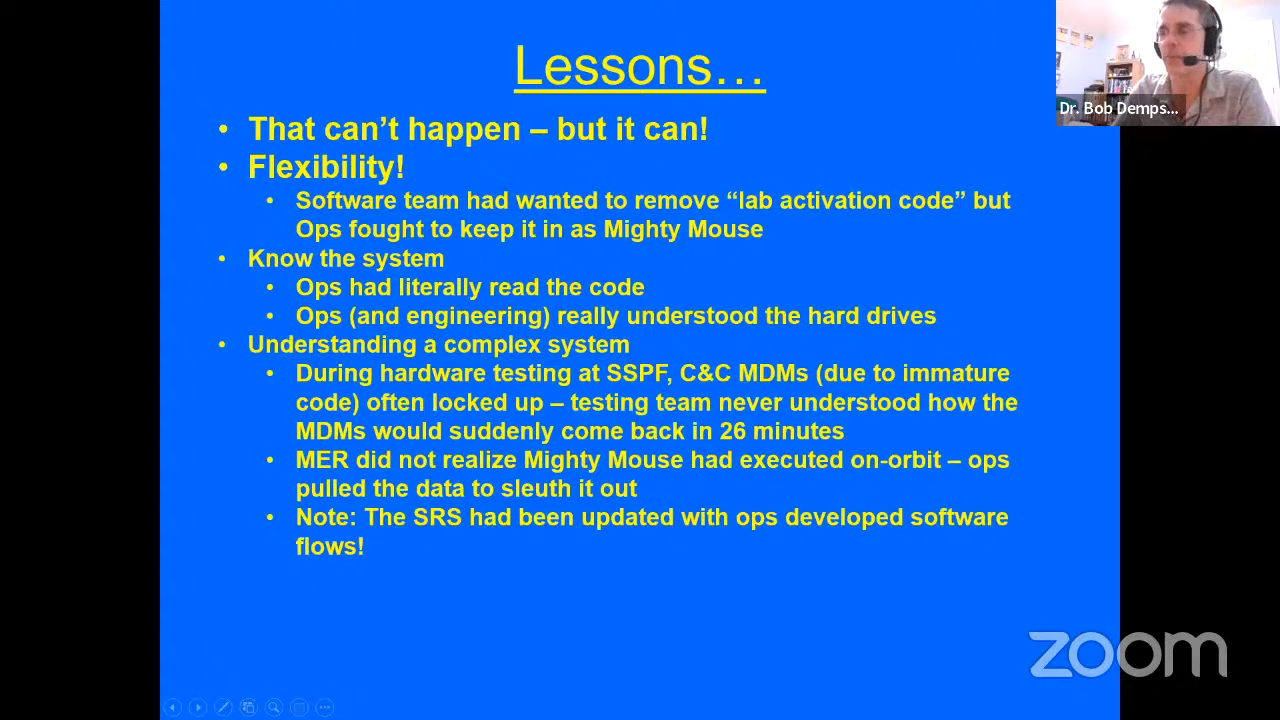 Lessons…
Dr. Bob Demps...
• That can’t happen – but it can!
• Flexibility!
• Software team had wanted to remove “lab activation code” but
Ops fought to keep it in as Mighty Mouse
• Know the system
• Ops had literally read the code
• Ops (and engineering) really understood the hard drives
• Understanding a complex system
• During hardware testing at SSPF, C&C MDMs (due to immature
code) often locked up – testing team never understood how the
MDMs would suddenly come back in 26 minutes
• MER did not realize Mighty Mouse had executed on-orbit – ops
pulled the data to sleuth it out
• Note: The SRS had been updated with ops developed software
flows!
zoom